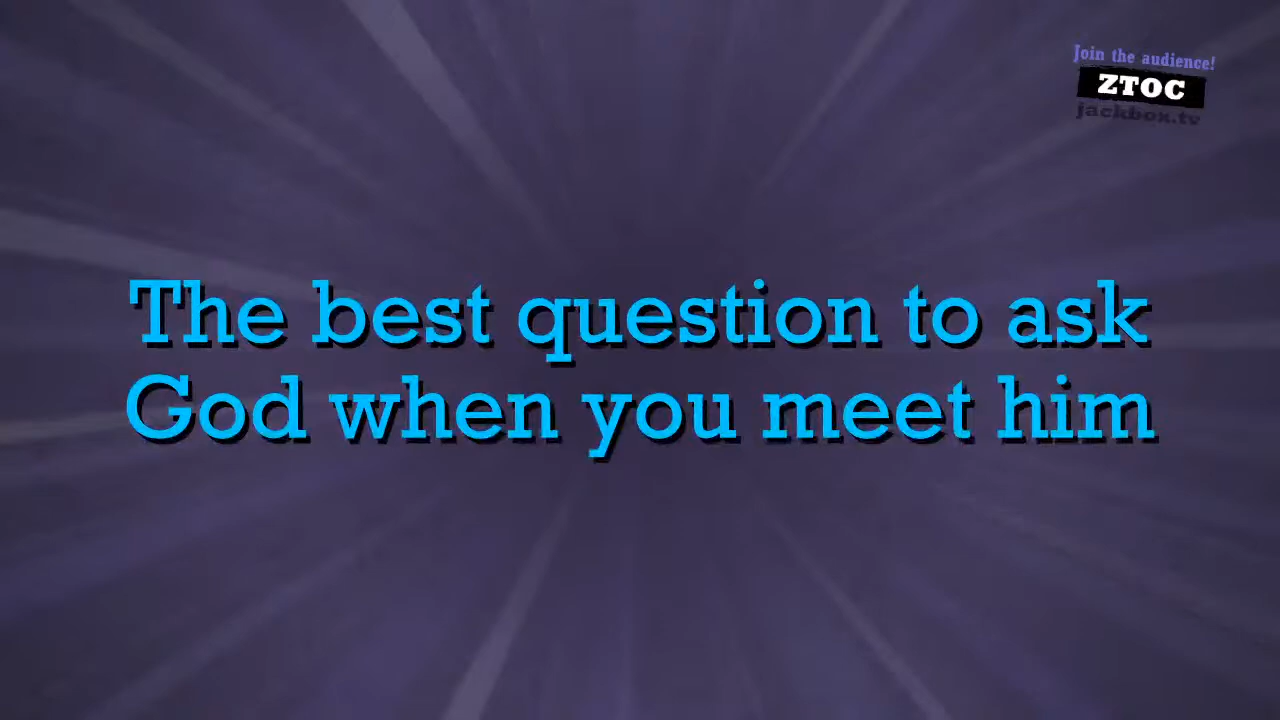 Join the audience!
ZTOC
jackbox.tv
The best question to ask
God when you meet him